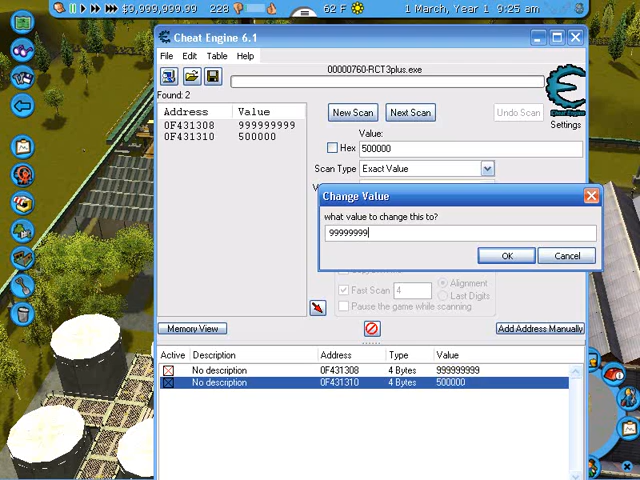 $9,999,999.99 228 62 F 1 March, Year 1 9:25 am
Cheat Engine 6.1
File Edit Table Help
00000760-RCT3plus.exe
Found: 2
Address Value
0F431308 999999999
0F431310 500000
New Scan Next Scan Undo Scan
Cheat Engine
Settings
Value:
Hex 500000
Scan Type Exact Value
Change Value
what value to change this to?
99999999
OK Cancel
Fast Scan 4 Alignment
Last Digits
Pause the game while scanning
Memory View Add Address Manually
Active Description Address Type Value
No description 0F431308 4 Bytes 999999999
No description 0F431310 4 Bytes 500000